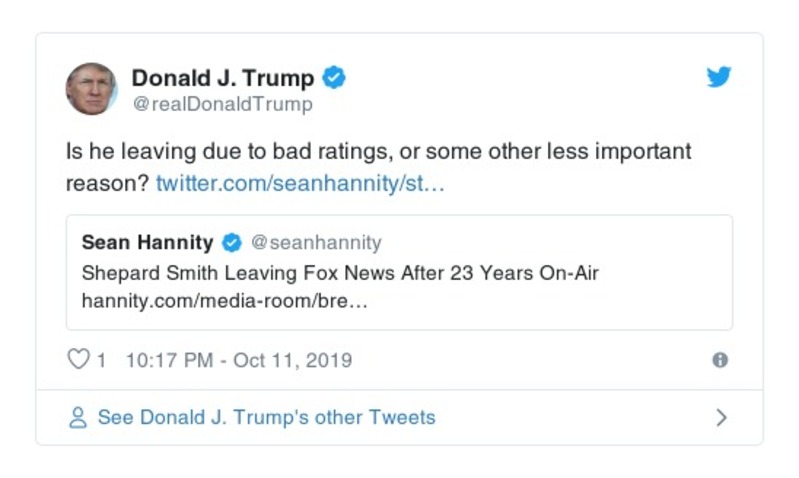 Donald J. Trump
@realDonaldTrump
Is he leaving due to bad ratings, or some other less important
reason? twitter.com/seanhannity/st…
Sean Hannity @seanhannity
Shepard Smith Leaving Fox News After 23 Years On-Air
hannity.com/media-room/bre…
1 10:17 PM - Oct 11, 2019
See Donald J. Trump's other Tweets